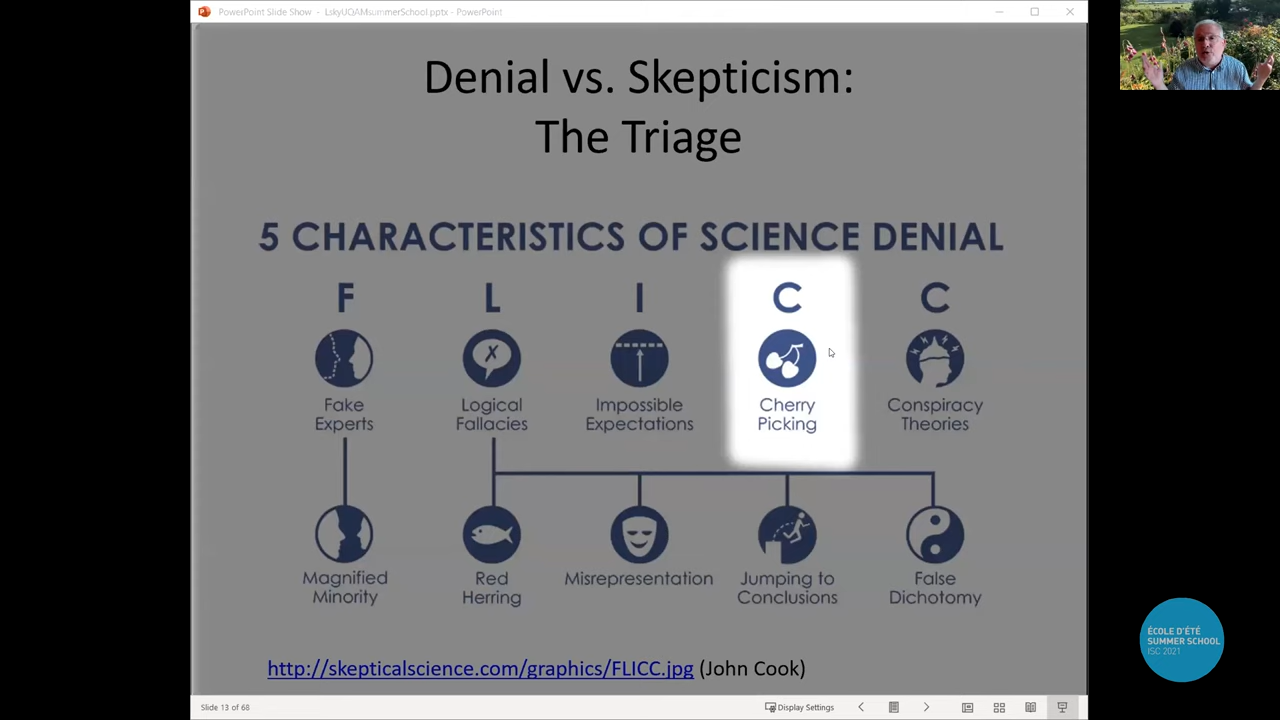 PowerPoint Slide Show - LskyUQAMsummerSchool.pptx - PowerPoint
Denial vs. Skepticism:
The Triage
5 CHARACTERISTICS OF SCIENCE DENIAL
F L I C C
Fake
Experts
Logical
Fallacies
Impossible
Expectations
Cherry
Picking
Conspiracy
Theories
Magnified
Minority
Red
Herring
Misrepresentation
Jumping to
Conclusions
False
Dichotomy
http://skepticalscience.com/graphics/FLICC.jpg (John Cook)
ÉCOLE D'ÉTÉ
SUMMER SCHOOL
ISC 2021
Slide 13 of 68
Display Settings